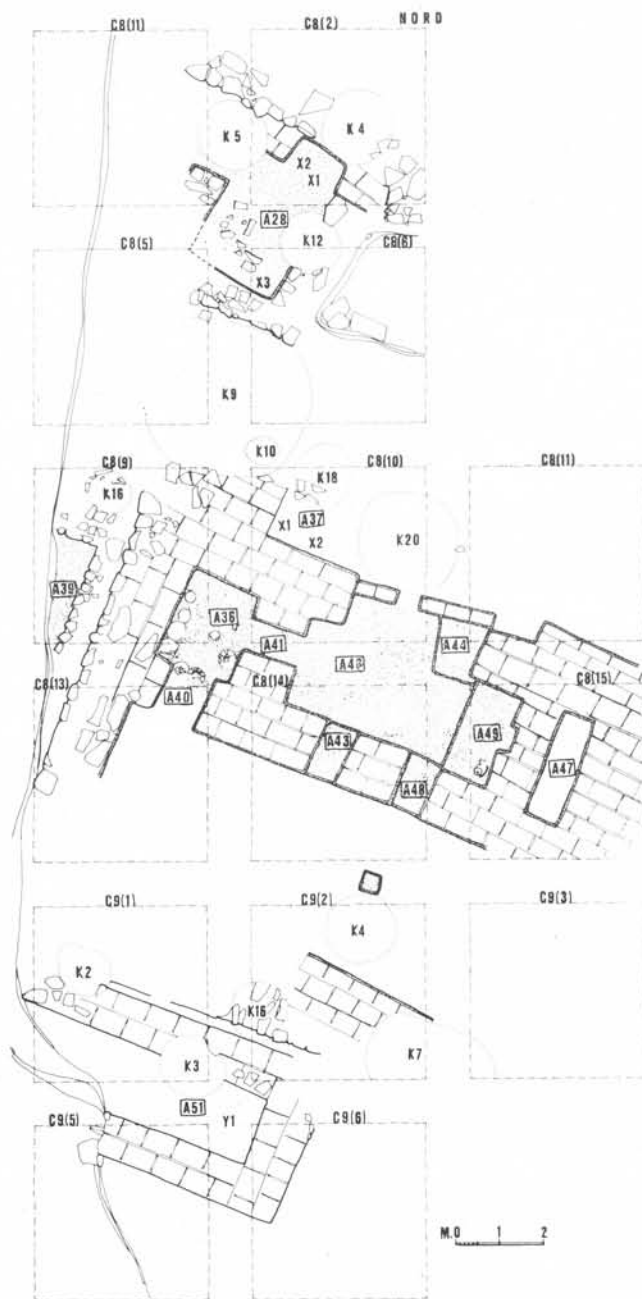 C8(11) C8(2) NORD
K5 K4
X2
X1
A28
C8(5) K12 C8(6)
X3
K9
K10
C8(9) K18 C8(10) C8(11)
K16
X1 A37
X2 K20
A39
A36
A41 A44
C8(13) C8(14) C8(15)
A40
A43 A49
A48 A47
C9(1) C9(2) C9(3)
K4
K2
K16
K3 K7
A51
C9(5) Y1 C9(6)
M.0 1 2